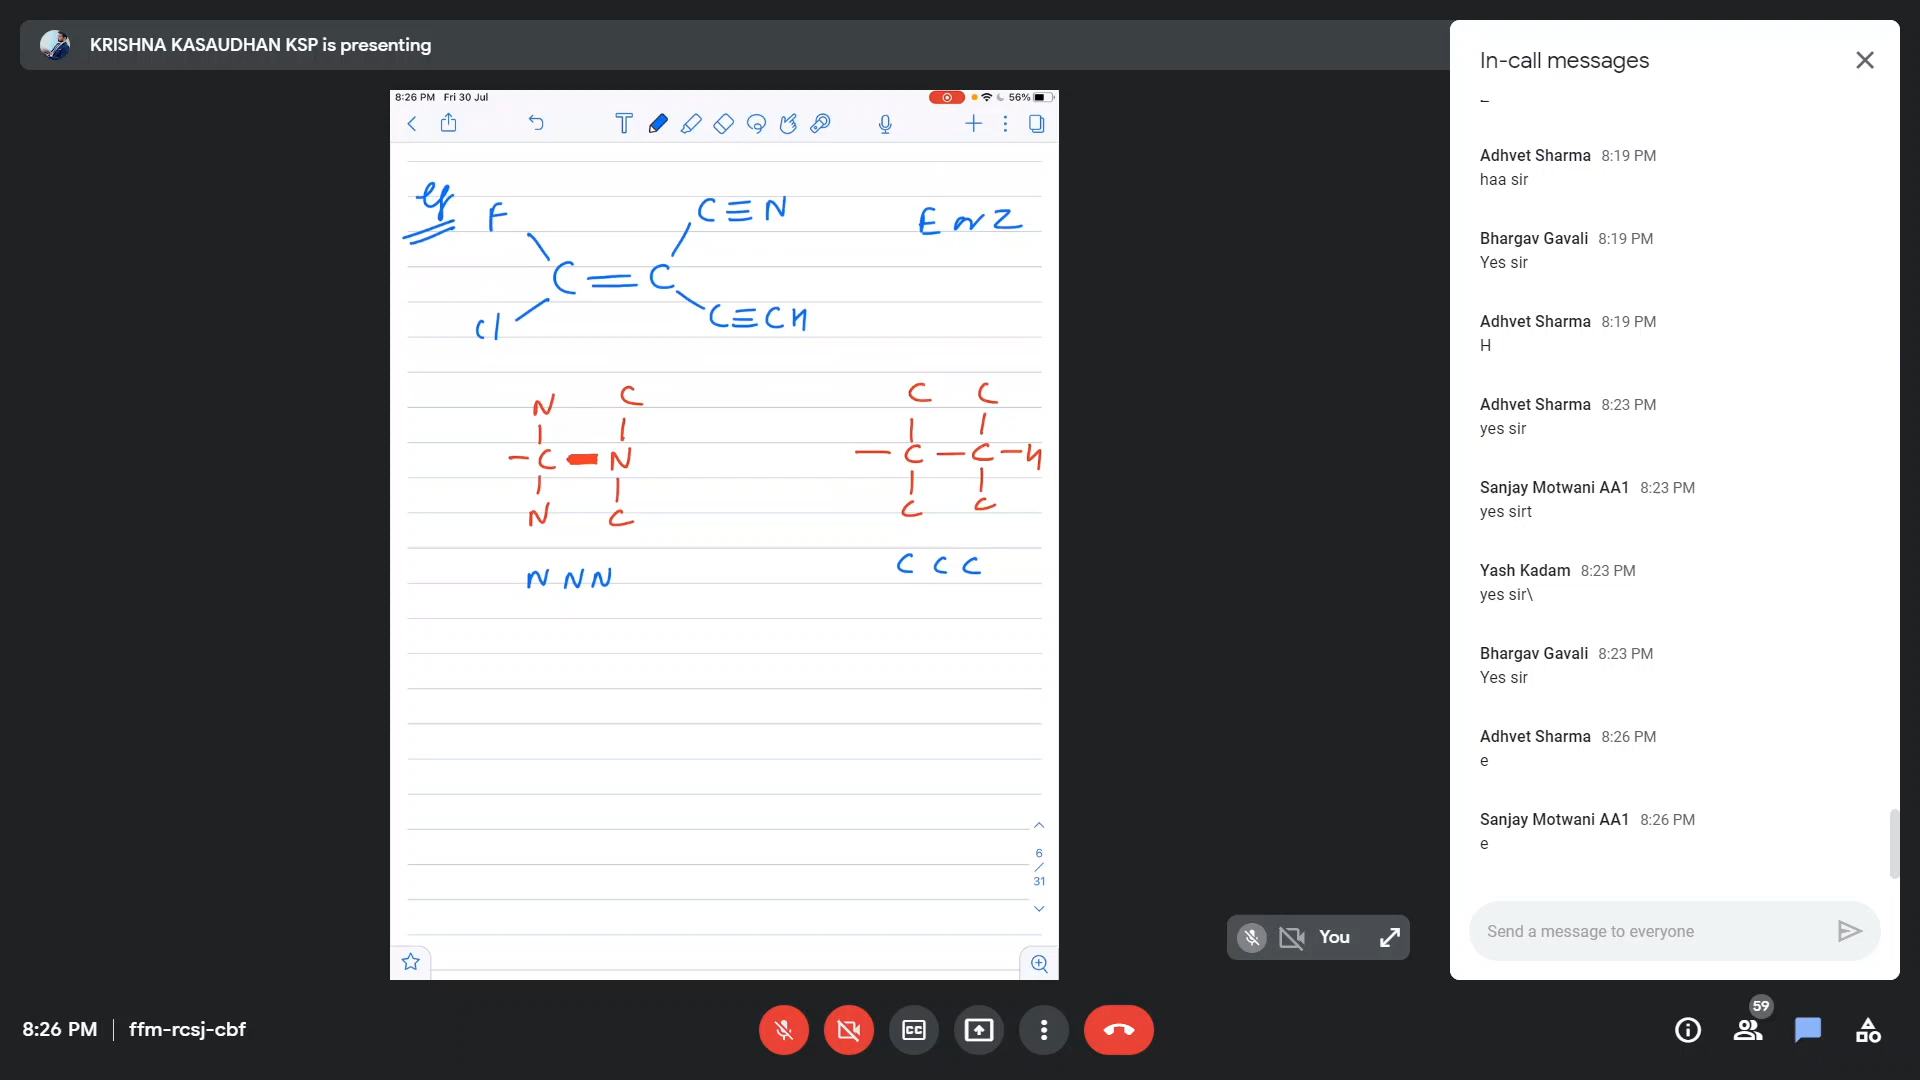 KRISHNA KASAUDHAN KSP is presenting
8:26 PM Fri 30 Jul
56%
eg
F
C≡N
E or Z
C=C
Cl
C≡CH
N C
-C-N
N C
N N N
C C
-C-C-H
C C
C C C
6
/
31
You
In-call messages
Adhvet Sharma 8:19 PM
haa sir
Bhargav Gavali 8:19 PM
Yes sir
Adhvet Sharma 8:19 PM
H
Adhvet Sharma 8:23 PM
yes sir
Sanjay Motwani AA1 8:23 PM
yes sirt
Yash Kadam 8:23 PM
yes sir\
Bhargav Gavali 8:23 PM
Yes sir
Adhvet Sharma 8:26 PM
e
Sanjay Motwani AA1 8:26 PM
e
Send a message to everyone
8:26 PM | ffm-rcsj-cbf
CC
59